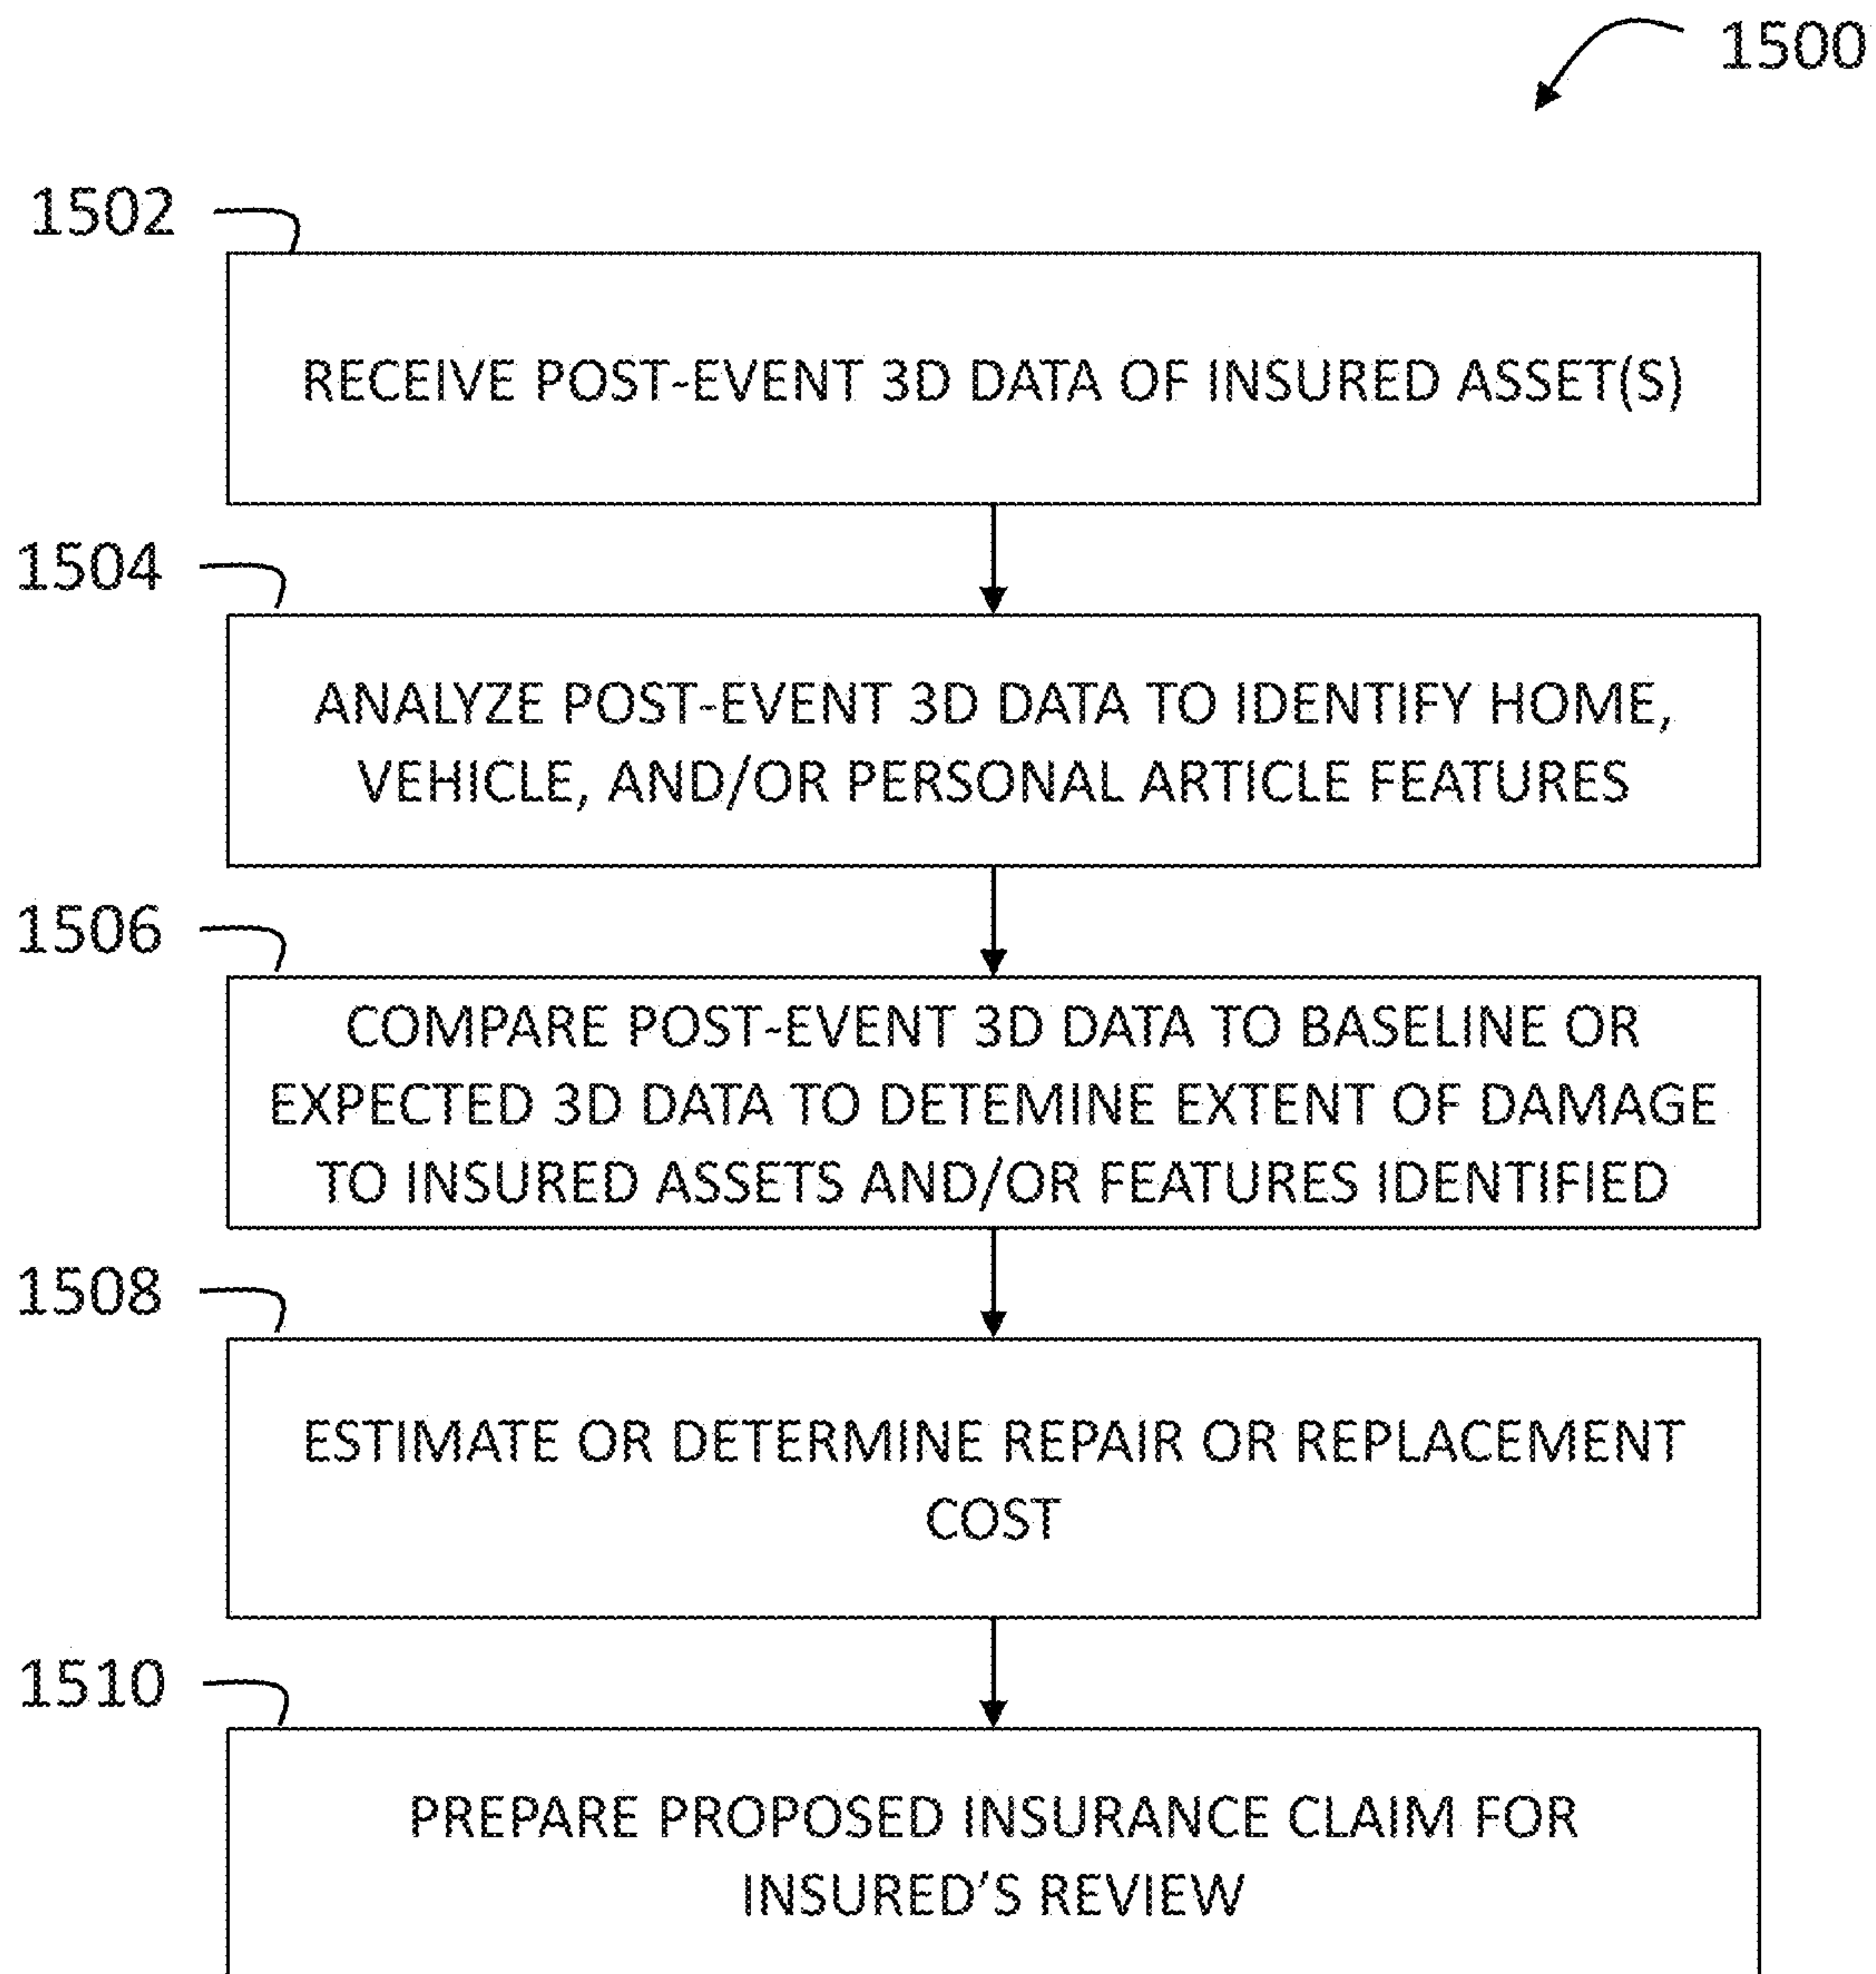 1500
1502
RECEIVE POST-EVENT 3D DATA OF INSURED ASSET(S)
1504
ANALYZE POST-EVENT 3D DATA TO IDENTIFY HOME,
VEHICLE, AND/OR PERSONAL ARTICLE FEATURES
1506
COMPARE POST-EVENT 3D DATA TO BASELINE OR
EXPECTED 3D DATA TO DETEMINE EXTENT OF DAMAGE
TO INSURED ASSETS AND/OR FEATURES IDENTIFIED
1508
ESTIMATE OR DETERMINE REPAIR OR REPLACEMENT
COST
1510
PREPARE PROPOSED INSURANCE CLAIM FOR
INSURED'S REVIEW